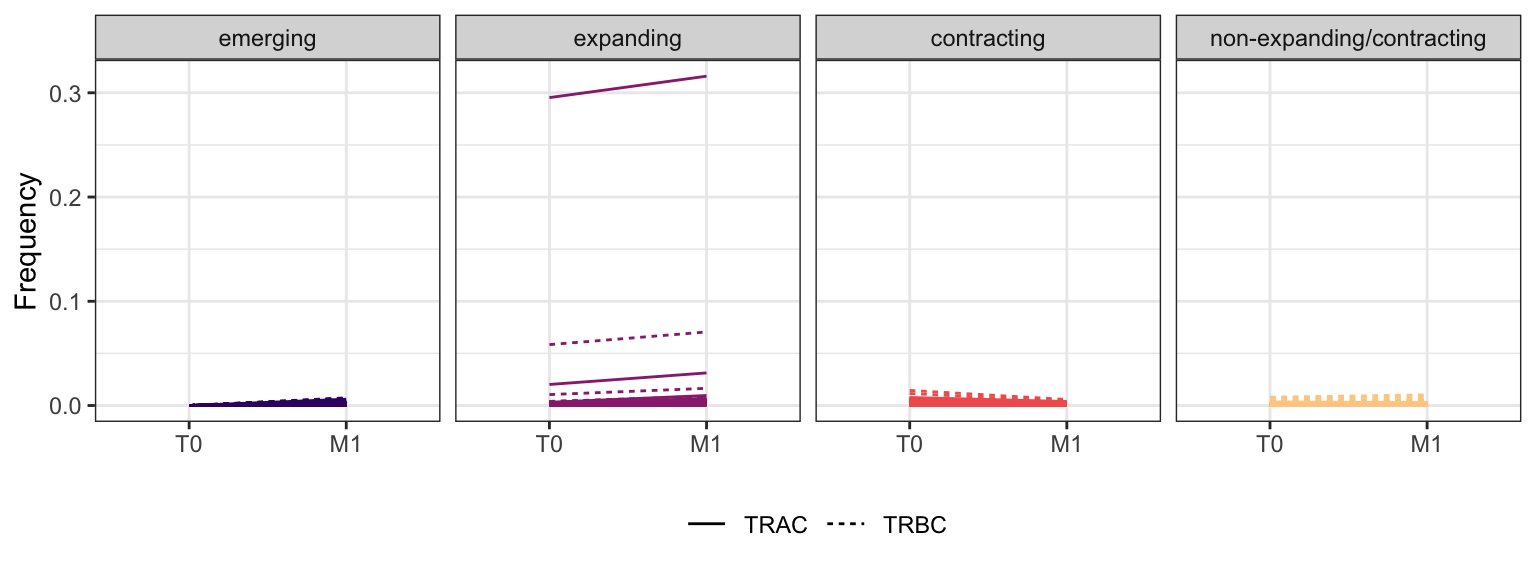 emerging expanding contracting non-expanding/contracting
Frequency
0.3
0.2
0.1
0.0
T0 M1 T0 M1 T0 M1 T0 M1
TRAC TRBC